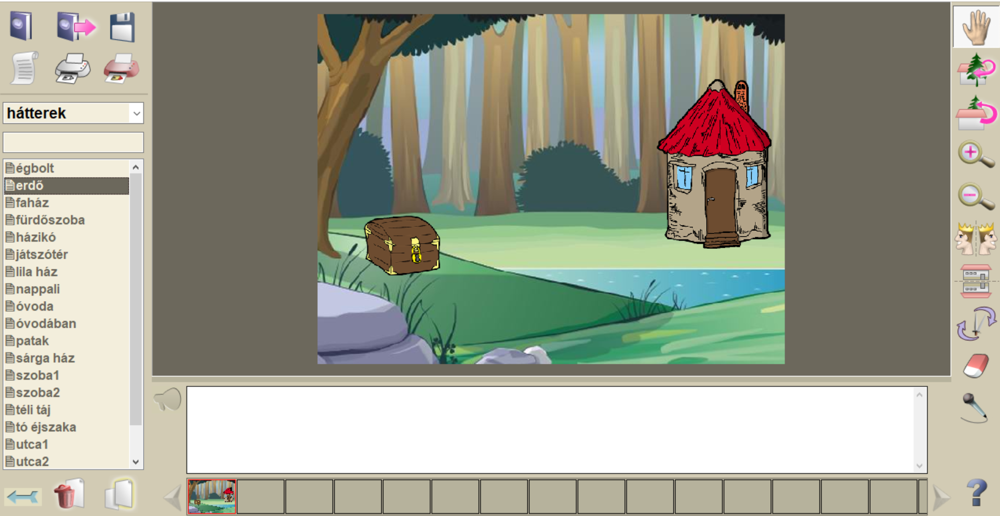 hátterek
égbolt
erdő
faház
fürdőszoba
házikó
játszótér
lila ház
nappali
óvoda
óvodában
patak
sárga ház
szoba1
szoba2
téli táj
tó éjszaka
utca1
utca2